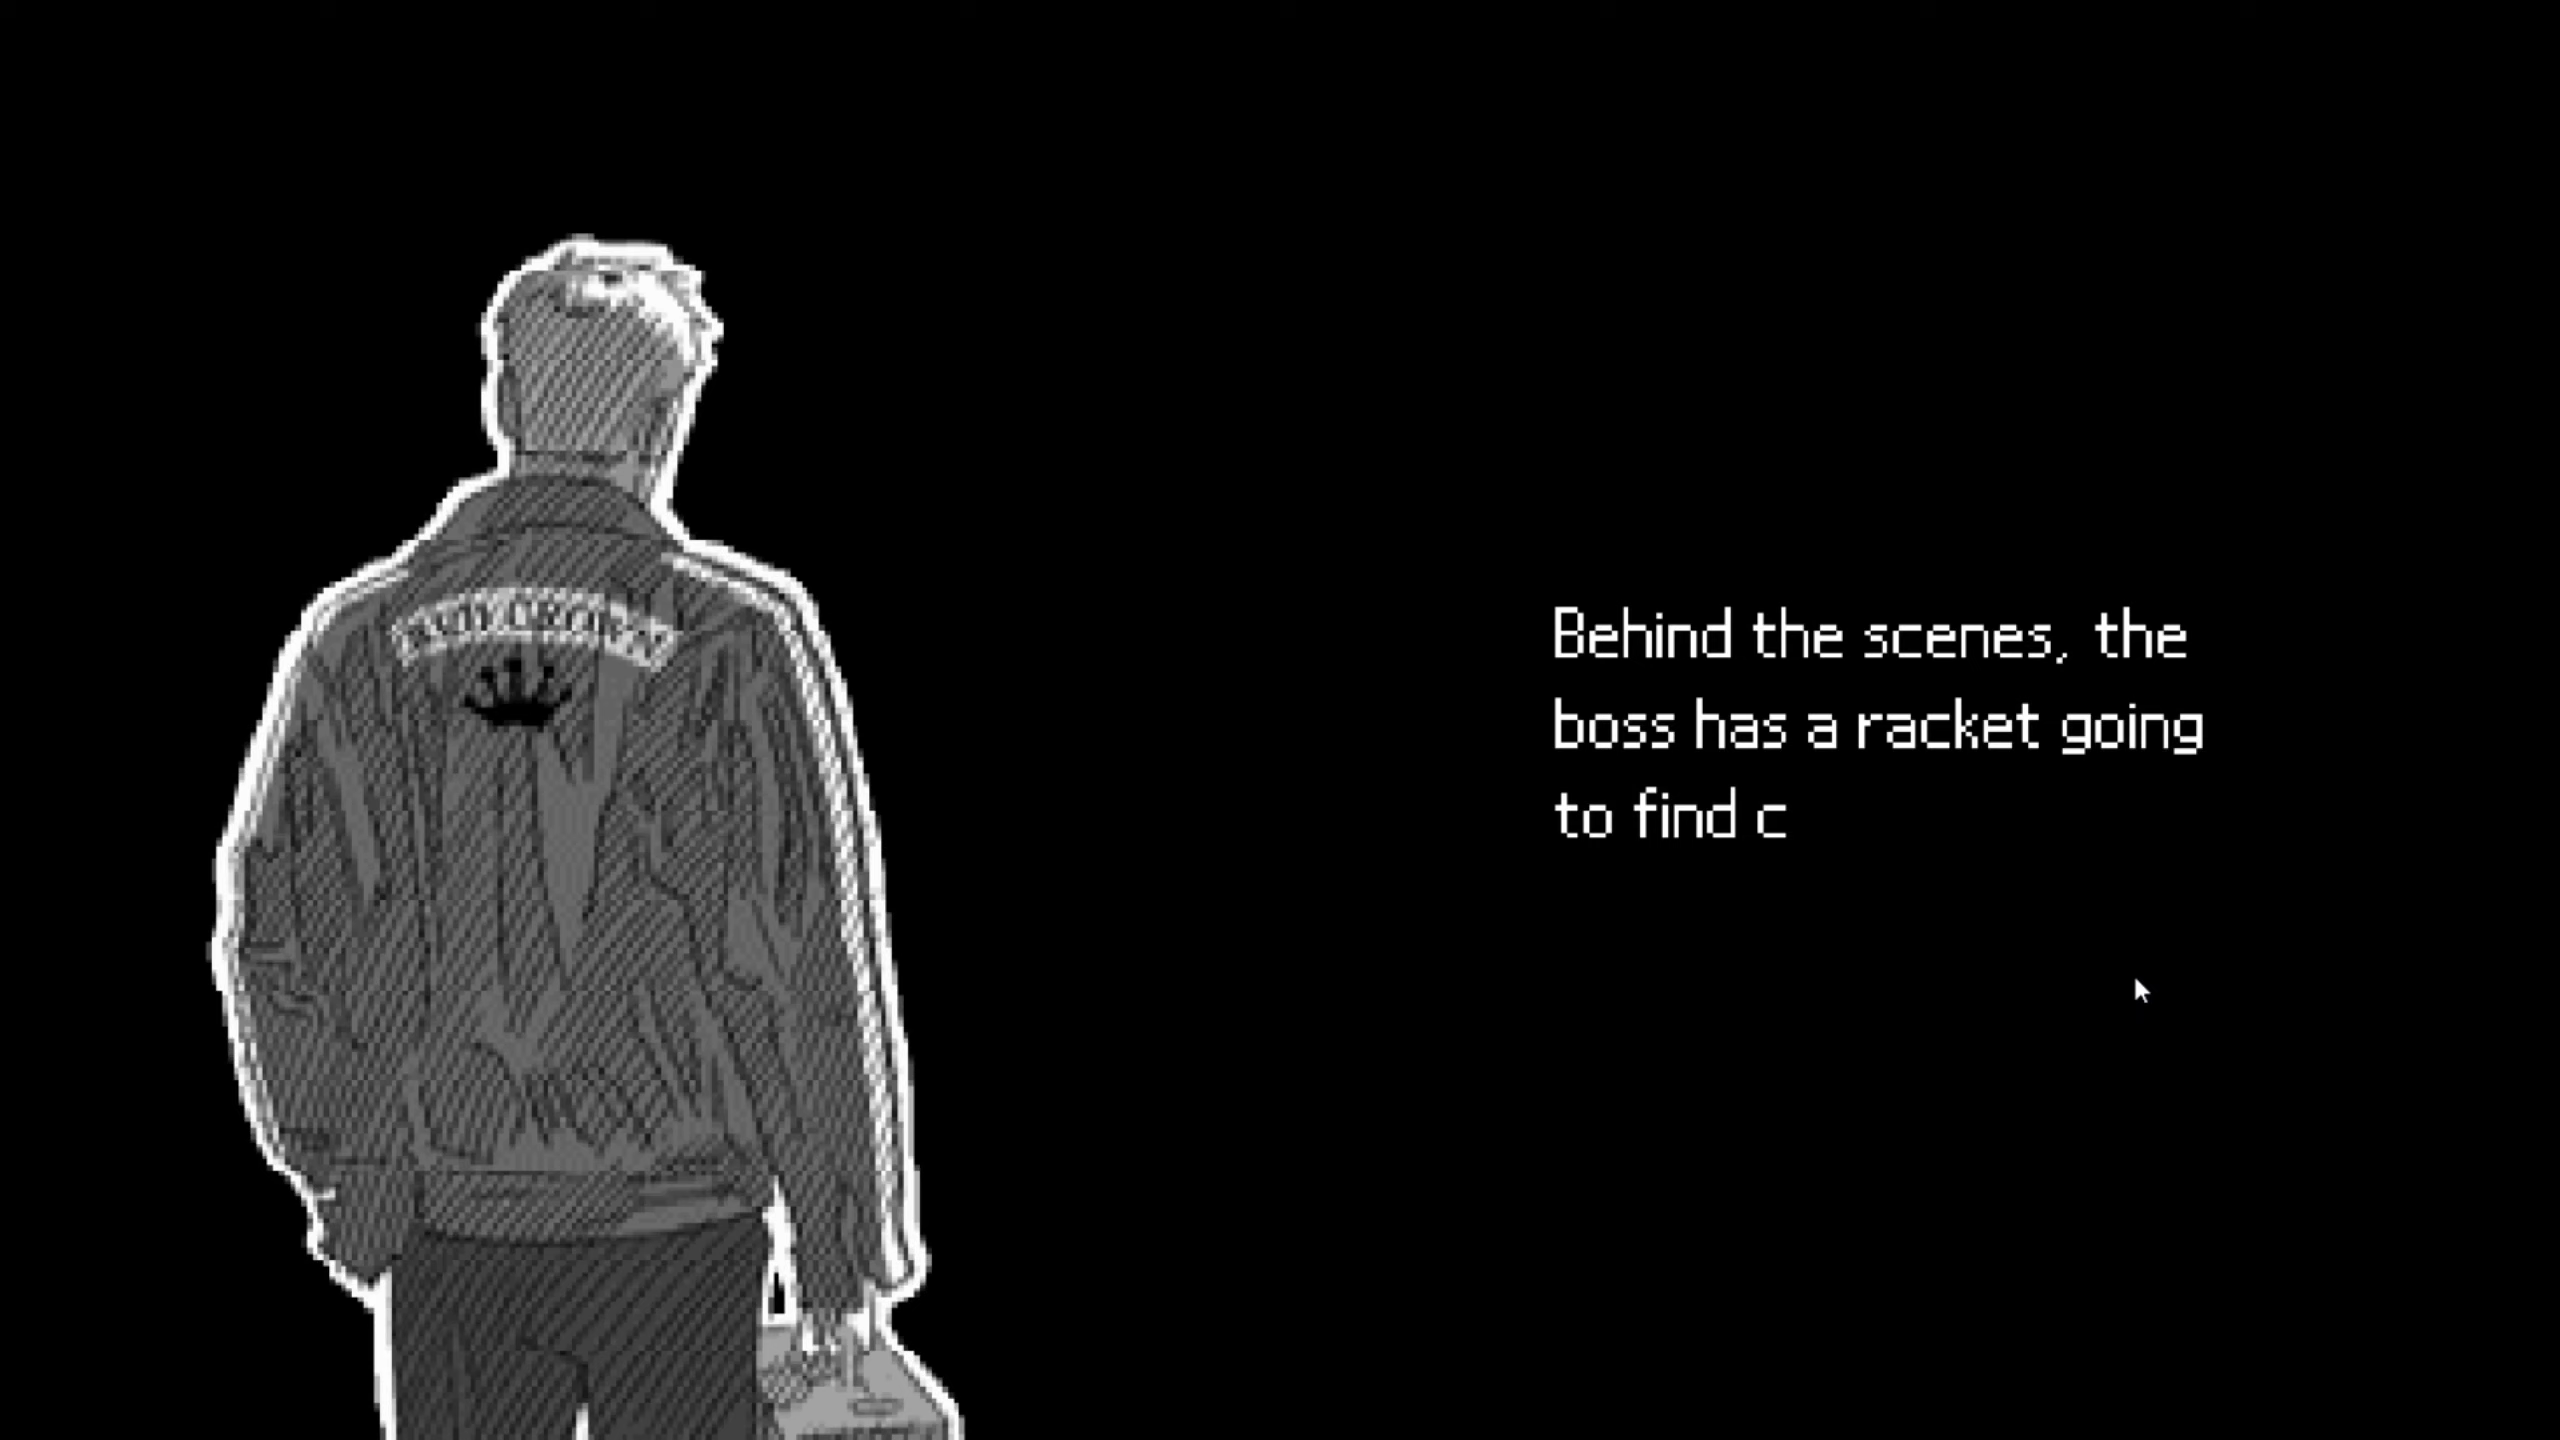 Behind the scenes, the
boss has a racket going
to find c